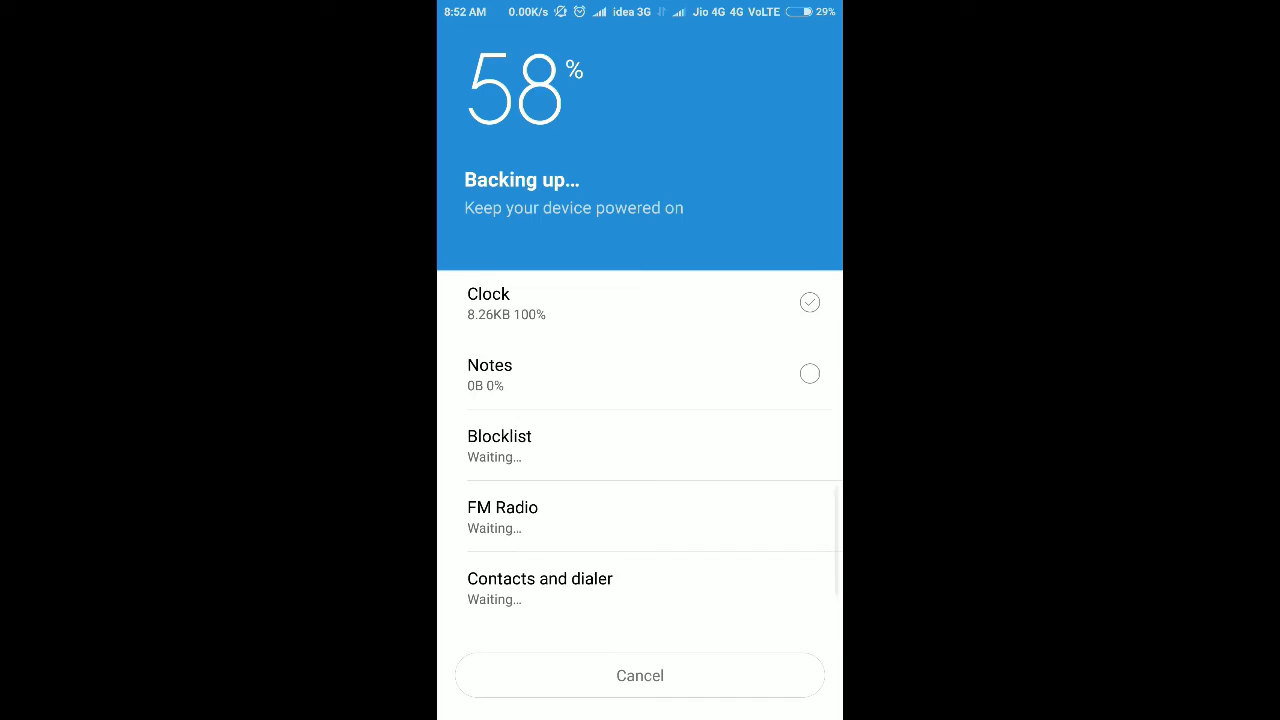 8:52 AM 0.00K/s idea 3G Jio 4G 4G VoLTE 29%
58%
Backing up...
Keep your device powered on
Clock
8.26KB 100%
Notes
0B 0%
Blocklist
Waiting...
FM Radio
Waiting...
Contacts and dialer
Waiting...
Cancel